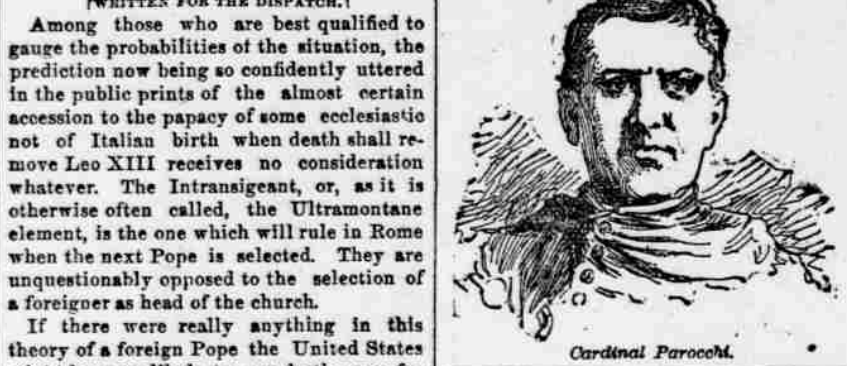 [WRITTEN FOR THE DISPATCH.]
Among those who are best qualified to
gauge the probabilities of the situation, the
prediction now being so confidently uttered
in the public prints of the almost certain
accession to the papacy of some ecclesiastic
not of Italian birth when death shall re-
move Leo XIII receives no consideration
whatever. The Intransigeant, or, as it is
otherwise often called, the Ultramontane
element, is the one which will rule in Rome
when the next Pope is selected. They are
unquestionably opposed to the selection of
a foreigner as head of the church.
If there were really anything in this
theory of a foreign Pope the United States
Cardinal Parocchi.